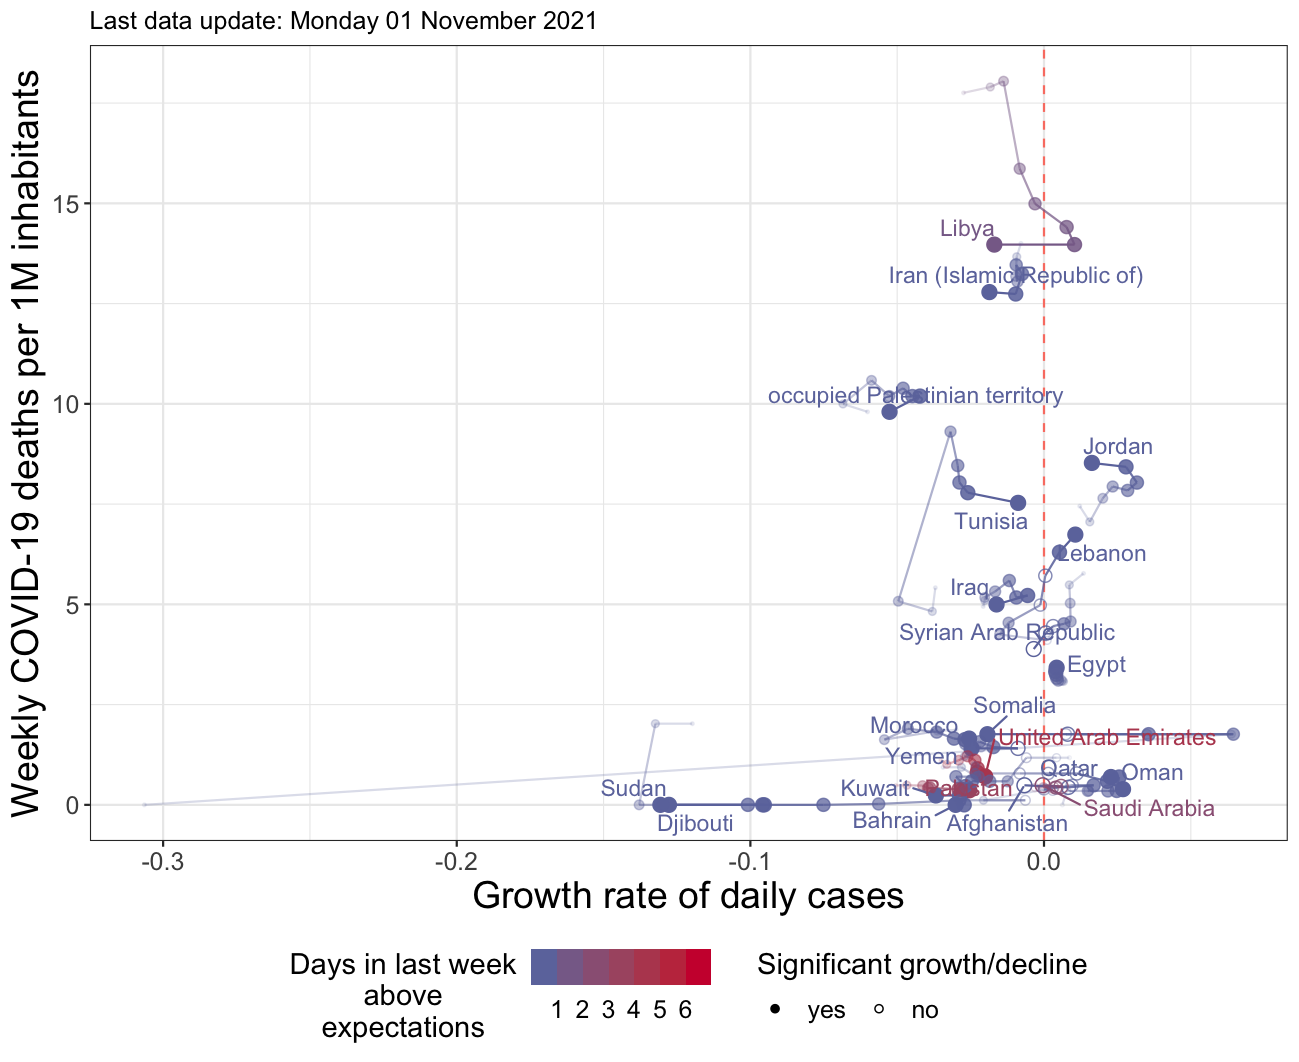 Last data update: Monday 01 November 2021
Weekly COVID-19 deaths per 1M inhabitants
15
10
5
0
Libya
Iran (Islamic Republic of)
occupied Palestinian territory
Jordan
Tunisia
Lebanon
Iraq
Syrian Arab Republic
Egypt
Somalia
Morocco
United Arab Emirates
Yemen
Qatar
Oman
Sudan
Kuwait
Pakistan
Saudi Arabia
Djibouti
Bahrain
Afghanistan
-0.3
-0.2
-0.1
0.0
Growth rate of daily cases
Days in last week
above
expectations
1 2 3 4 5 6
Significant growth/decline
yes
no